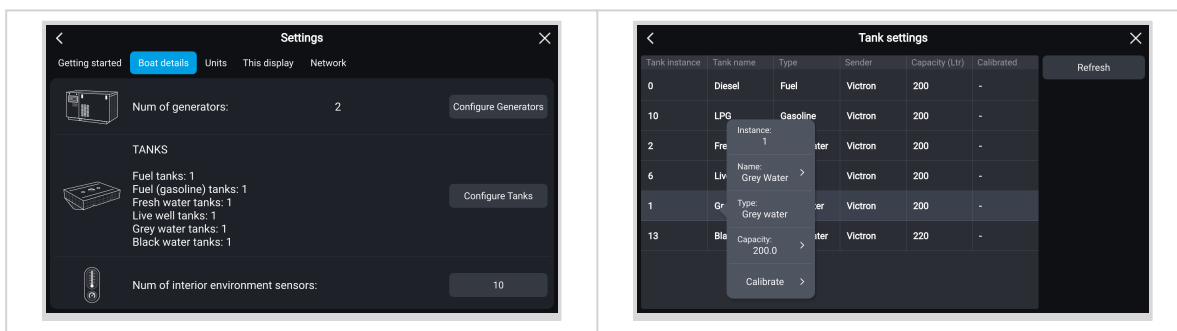 Settings
Getting started Boat details Units This display Network
Num of generators: 2 Configure Generators
TANKS
Fuel tanks: 1
Fuel (gasoline) tanks: 1
Fresh water tanks: 1
Live well tanks: 1
Grey water tanks: 1
Black water tanks: 1
Configure Tanks
Num of interior environment sensors: 10
Tank settings
Tank instance Tank name Type Sender Capacity (Ltr) Calibrated
Refresh
0 Diesel Fuel Victron 200 -
10 LPG Gasoline Victron 200 -
2 Fre ater Victron 200 -
6 Liv Victron 200 -
1 Gr er Victron 200 -
13 Bla ter Victron 220 -
Instance:
1
Name:
Grey Water
Type:
Grey water
Capacity:
200.0
Calibrate